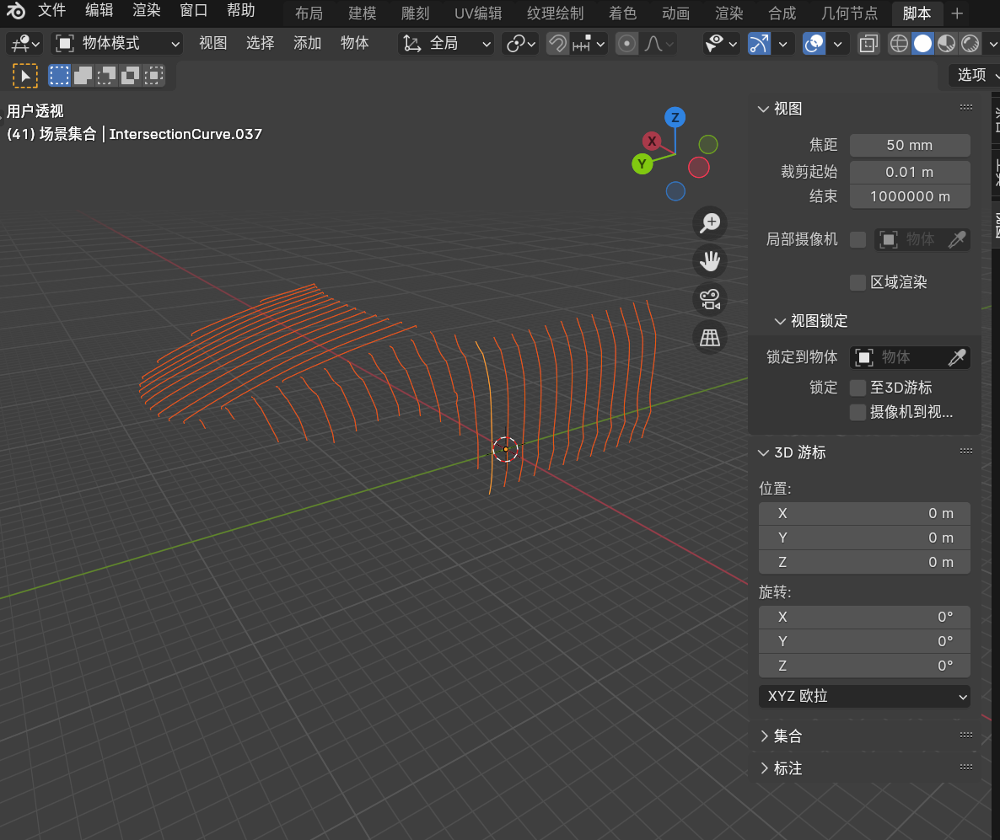 文件 编辑 渲染 窗口 帮助 布局 建模 雕刻 UV编辑 纹理绘制 着色 动画 渲染 合成 几何节点 脚本 +
物体模式 视图 选择 添加 物体 全局
选项
用户透视
(41) 场景集合 | IntersectionCurve.037
Z
X
Y
视图
焦距 50 mm
裁剪起始 0.01 m
结束 1000000 m
局部摄像机 物体
区域渲染
视图锁定
锁定到物体 物体
锁定 至3D游标
摄像机到视...
3D 游标
位置:
X 0 m
Y 0 m
Z 0 m
旋转:
X 0°
Y 0°
Z 0°
XYZ 欧拉
集合
标注